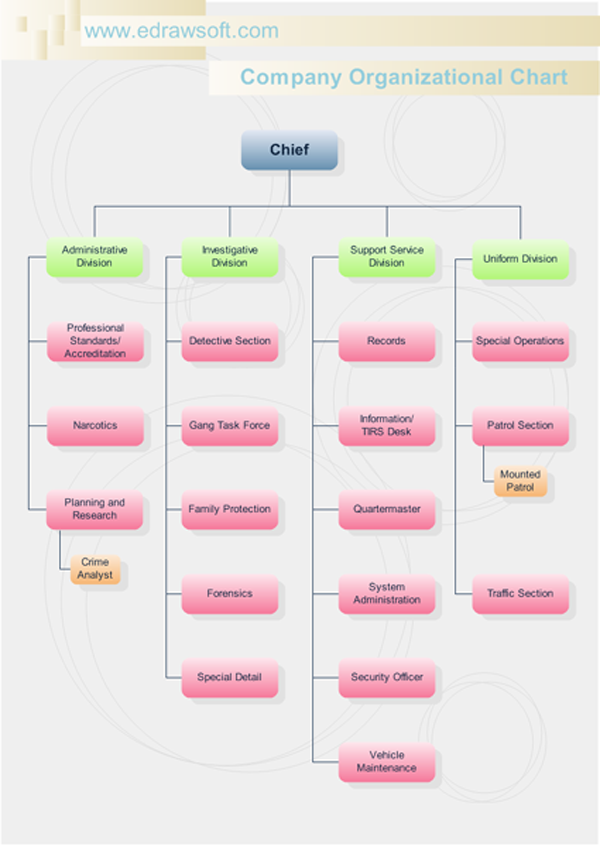 www.edrawsoft.com
Company Organizational Chart
Chief
Administrative
Division
Investigative
Division
Support Service
Division
Uniform Division
Professional
Standards/
Accreditation
Detective Section
Records
Special Operations
Narcotics
Gang Task Force
Information/
TIRS Desk
Patrol Section
Mounted
Patrol
Planning and
Research
Family Protection
Quartermaster
Crime
Analyst
Forensics
System
Administration
Traffic Section
Special Detail
Security Officer
Vehicle
Maintenance